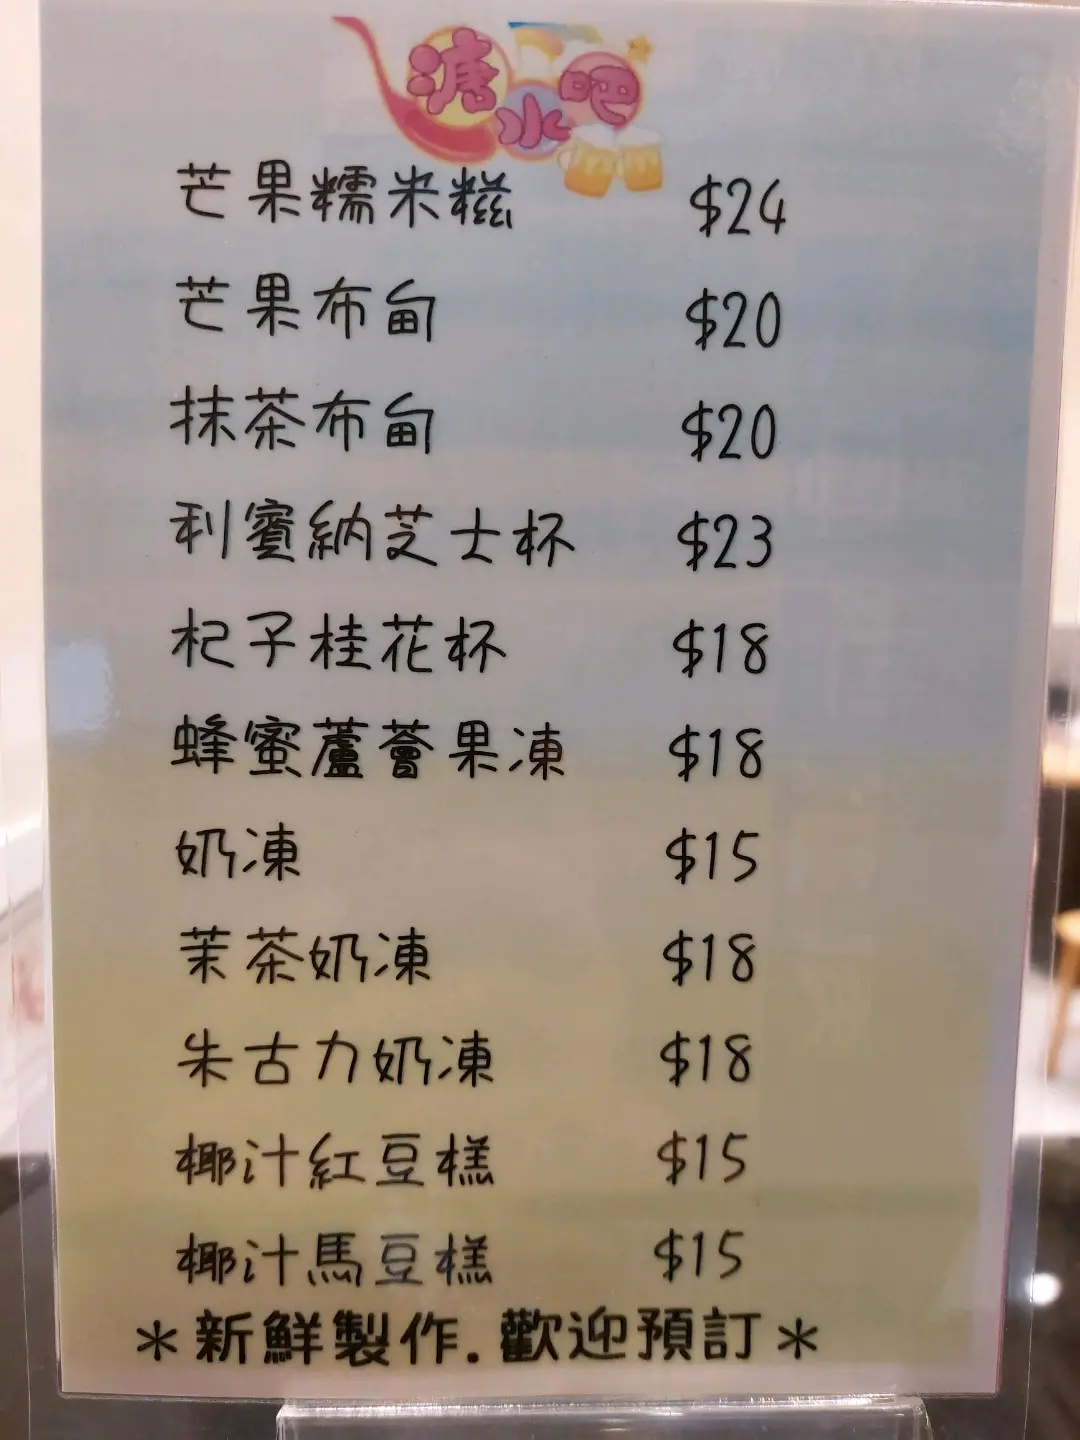 溏水吧
芒果糯米糍 $24
芒果布甸 $20
抹茶布甸 $20
利賓納芝士杯 $23
杞子桂花杯 $18
蜂蜜蘆薈果凍 $18
奶凍 $15
茉茶奶凍 $18
朱古力奶凍 $18
椰汁紅豆糕 $15
椰汁馬豆糕 $15
*新鮮製作.歡迎預訂*